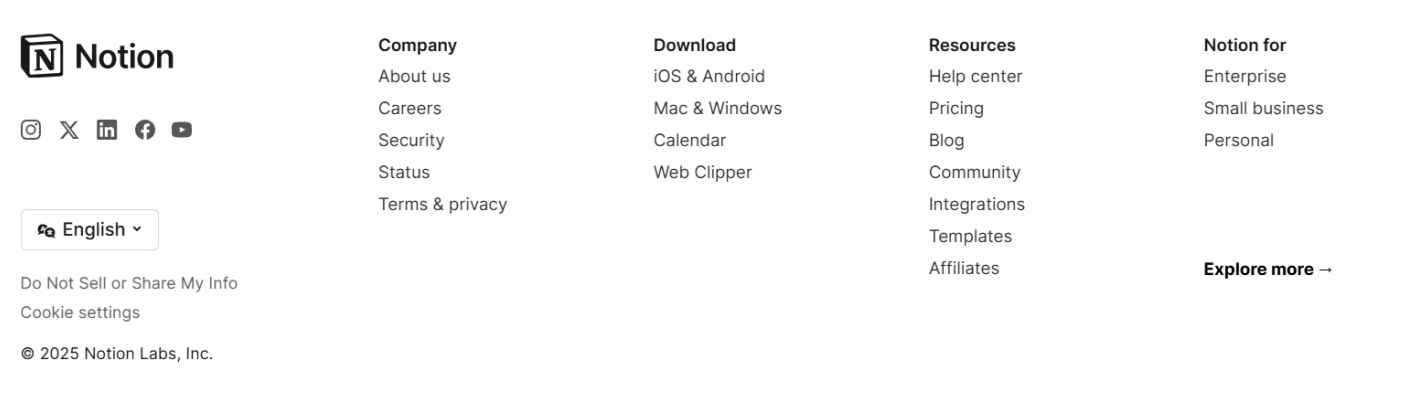 Notion
English
Do Not Sell or Share My Info
Cookie settings
© 2025 Notion Labs, Inc.
Company
About us
Careers
Security
Status
Terms & privacy
Download
iOS & Android
Mac & Windows
Calendar
Web Clipper
Resources
Help center
Pricing
Blog
Community
Integrations
Templates
Affiliates
Notion for
Enterprise
Small business
Personal
Explore more →